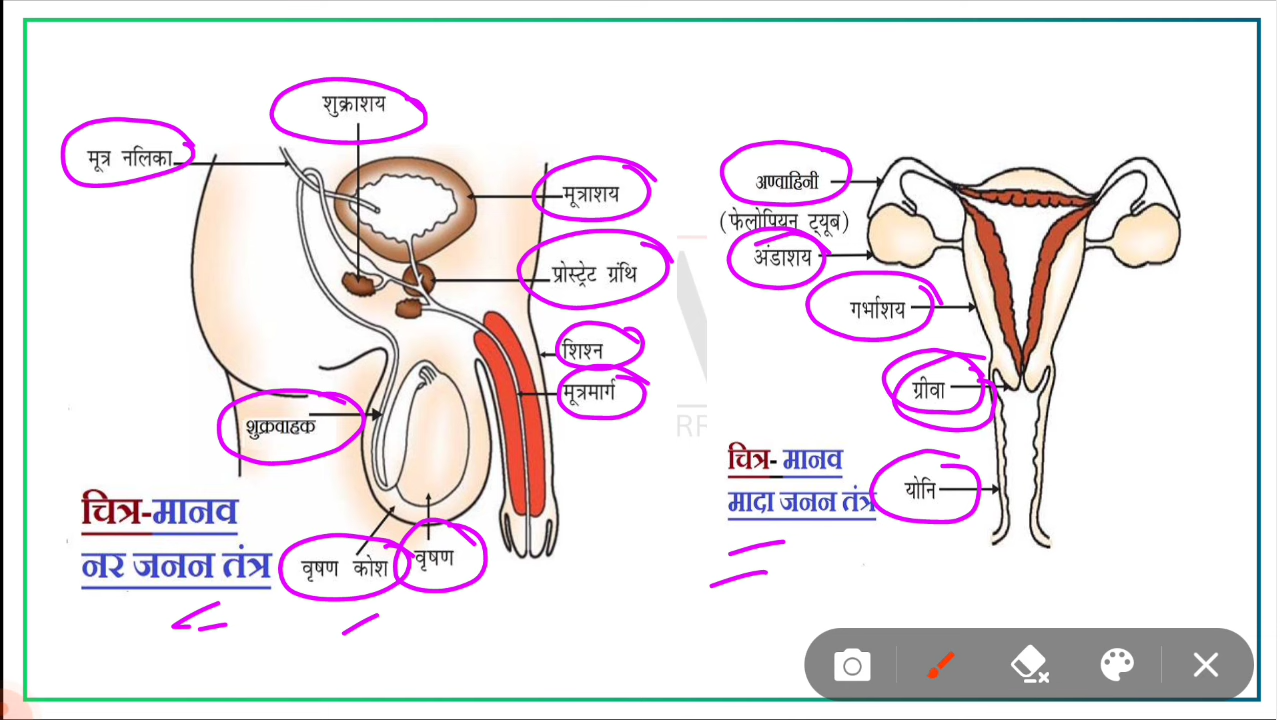 शुक्राशय
मूत्र नलिका
मूत्राशय
प्रोस्ट्रेट ग्रंथि
शिश्न
मूत्रमार्ग
शुक्रवाहक
वृषण कोश
वृषण
चित्र-मानव
नर जनन तंत्र
अण्वाहिनी
(फेलोपियन ट्यूब)
अंडाशय
गर्भाशय
ग्रीवा
योनि
चित्र- मानव
मादा जनन तंत्र